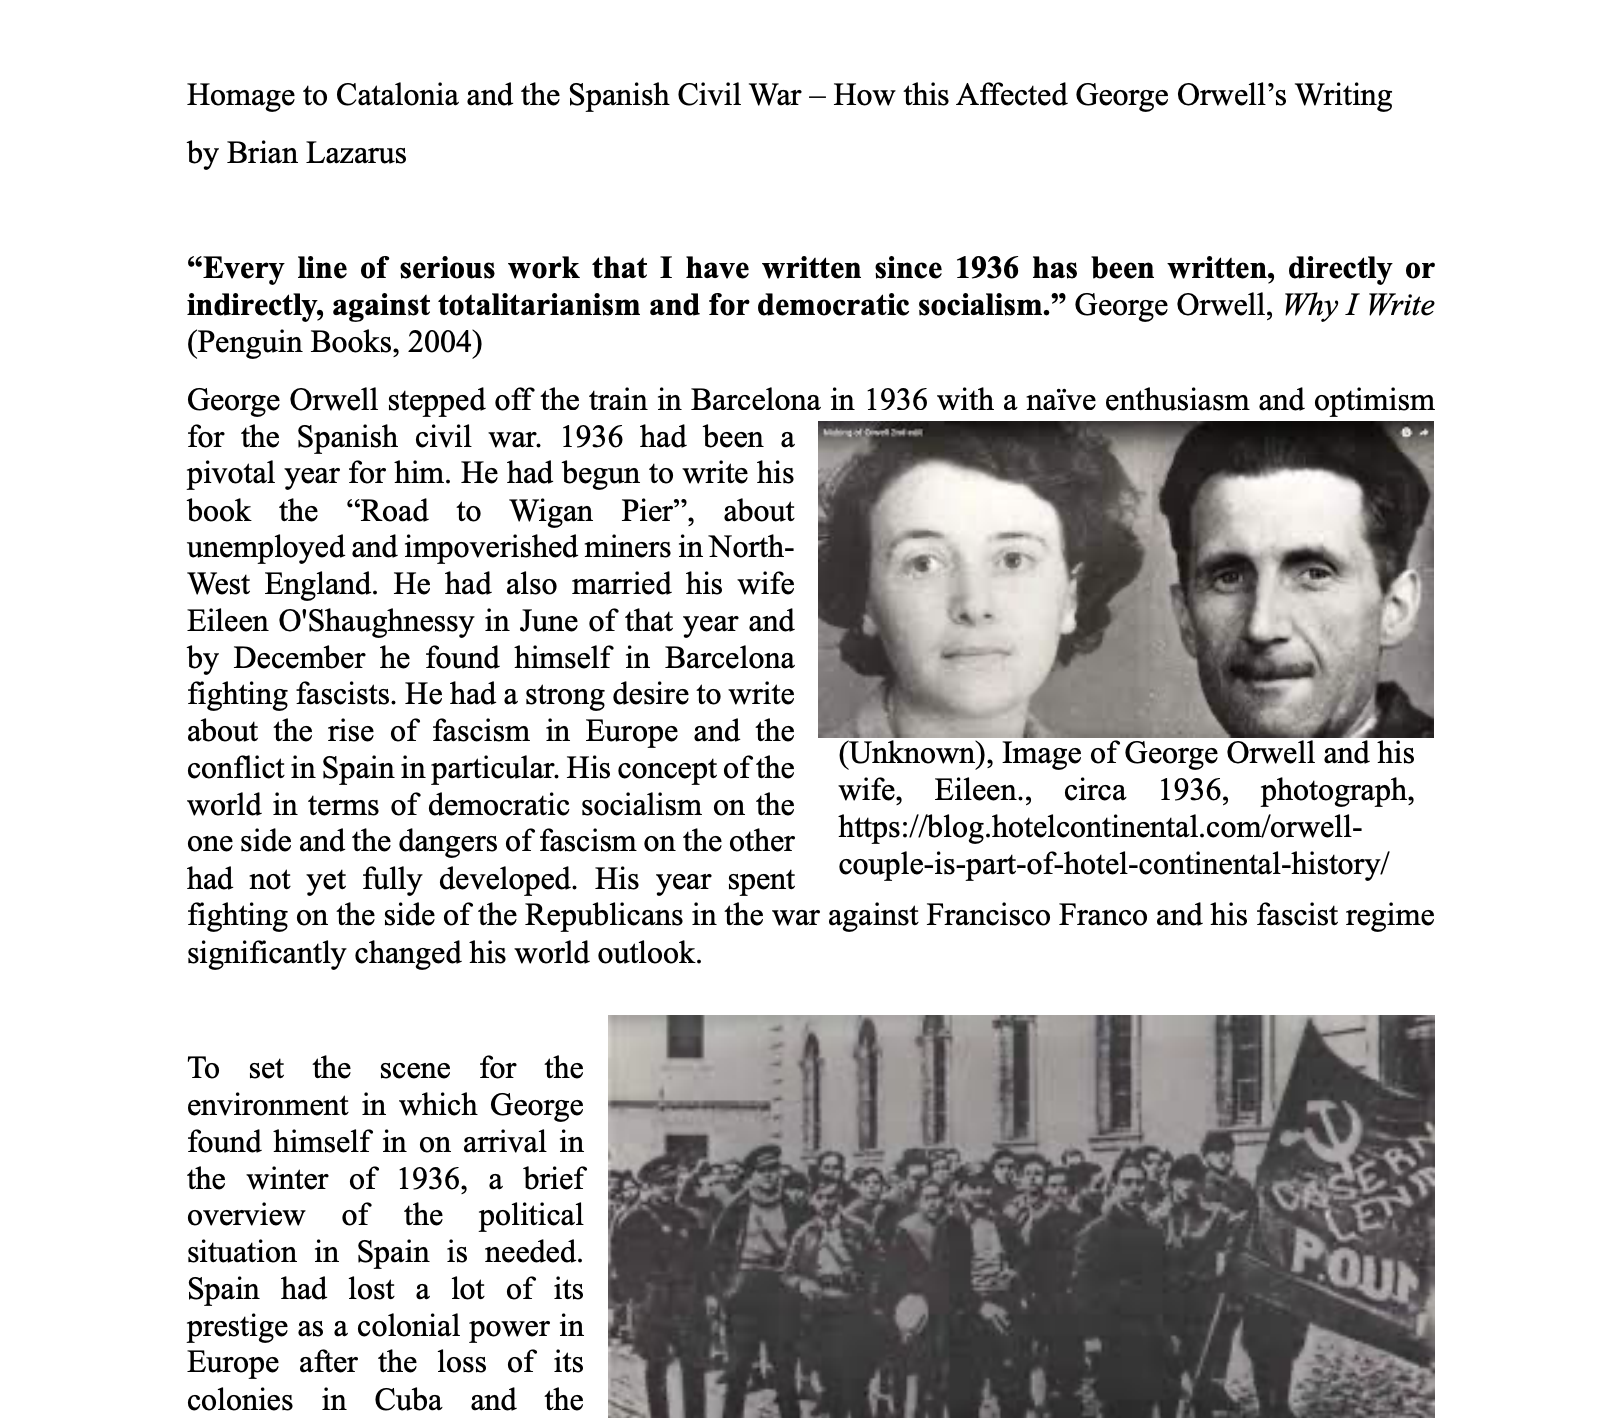 Homage to Catalonia and the Spanish Civil War – How this Affected George Orwell’s Writing
by Brian Lazarus
“Every line of serious work that I have written since 1936 has been written, directly or
indirectly, against totalitarianism and for democratic socialism.” George Orwell, Why I Write
(Penguin Books, 2004)
George Orwell stepped off the train in Barcelona in 1936 with a naïve enthusiasm and optimism
for the Spanish civil war. 1936 had been a
pivotal year for him. He had begun to write his
book the “Road to Wigan Pier”, about
unemployed and impoverished miners in North-
West England. He had also married his wife
Eileen O'Shaughnessy in June of that year and
by December he found himself in Barcelona
fighting fascists. He had a strong desire to write
about the rise of fascism in Europe and the
conflict in Spain in particular. His concept of the
world in terms of democratic socialism on the
one side and the dangers of fascism on the other
had not yet fully developed. His year spent
fighting on the side of the Republicans in the war against Francisco Franco and his fascist regime
significantly changed his world outlook.
Making of Orwell 2nd edit
(Unknown), Image of George Orwell and his
wife, Eileen., circa 1936, photograph,
https://blog.hotelcontinental.com/orwell-
couple-is-part-of-hotel-continental-history/
To set the scene for the
environment in which George
found himself in on arrival in
the winter of 1936, a brief
overview of the political
situation in Spain is needed.
Spain had lost a lot of its
prestige as a colonial power in
Europe after the loss of its
colonies in Cuba and the
CASERN
LENI
P.OUM